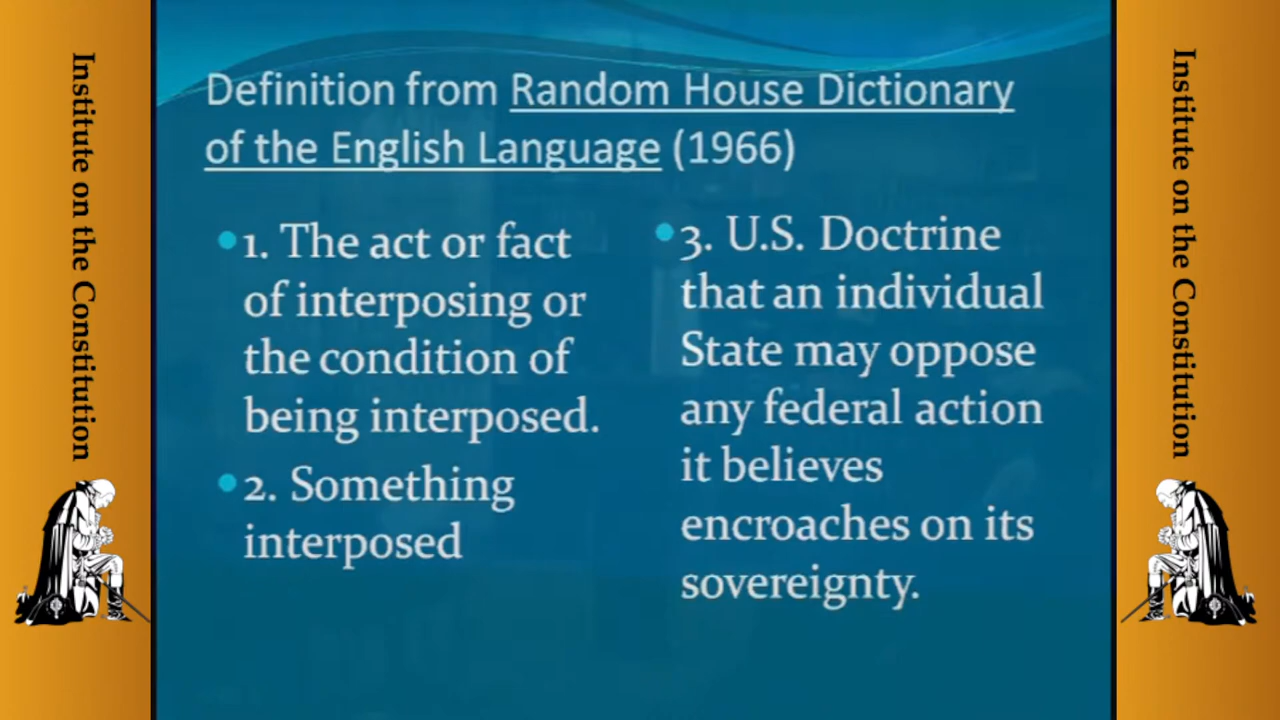 Institute on the Constitution
Definition from Random House Dictionary
of the English Language (1966)
1. The act or fact
of interposing or
the condition of
being interposed.
2. Something
interposed
3. U.S. Doctrine
that an individual
State may oppose
any federal action
it believes
encroaches on its
sovereignty.
Institute on the Constitution